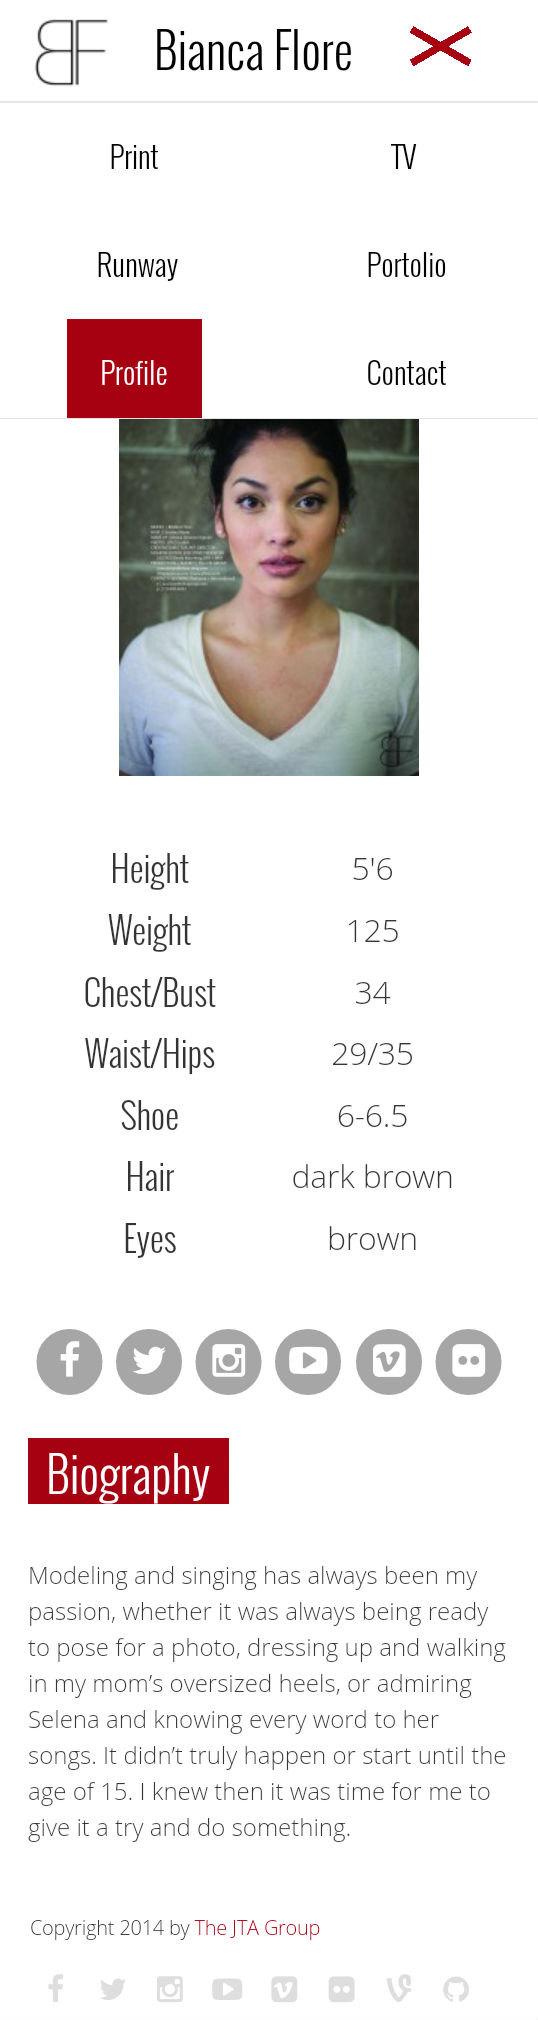 BF Bianca Flore
Print TV
Runway Portolio
Profile Contact
BF
Height 5'6
Weight 125
Chest/Bust 34
Waist/Hips 29/35
Shoe 6-6.5
Hair dark brown
Eyes brown
Biography
Modeling and singing has always been my
passion, whether it was always being ready
to pose for a photo, dressing up and walking
in my mom’s oversized heels, or admiring
Selena and knowing every word to her
songs. It didn’t truly happen or start until the
age of 15. I knew then it was time for me to
give it a try and do something.
Copyright 2014 by The JTA Group